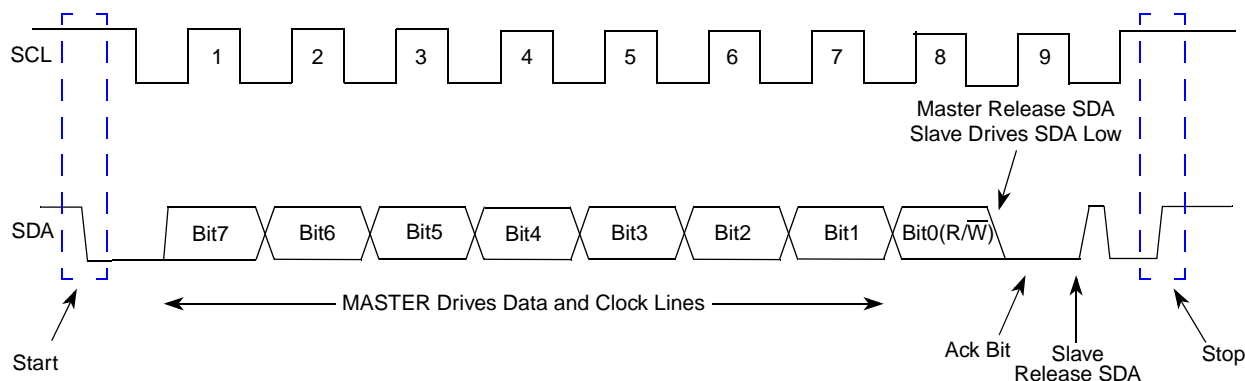 SCL
1 2 3 4 5 6 7 8 9
Master Release SDA
Slave Drives SDA Low
SDA
Bit7 Bit6 Bit5 Bit4 Bit3 Bit2 Bit1 Bit0(R/W̅)
MASTER Drives Data and Clock Lines
Start
Ack Bit
Slave
Release SDA
Stop